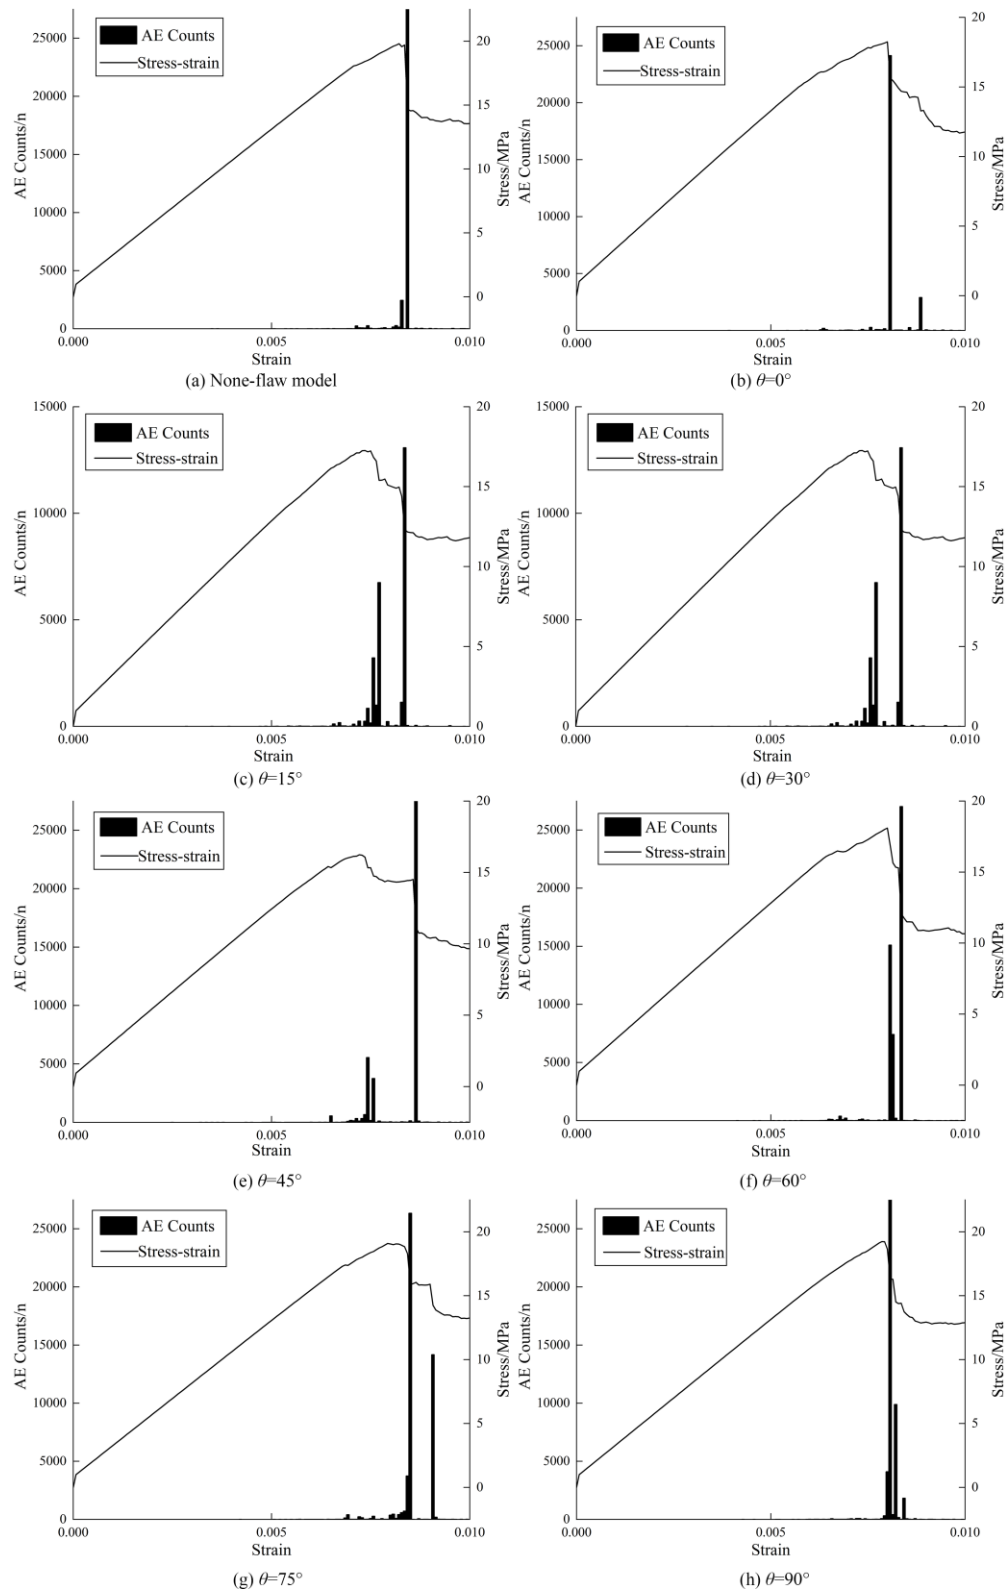 AE Counts
Stress-strain
25000
20000
15000
10000
5000
0
AE Counts/n
20
15
10
5
0
Stress/MPa
0.000
0.005
0.010
Strain
(a) None-flaw model
AE Counts
Stress-strain
25000
20000
15000
10000
5000
0
AE Counts/n
20
15
10
5
0
Stress/MPa
0.000
0.005
0.010
Strain
(b) θ=0°
AE Counts
Stress-strain
15000
10000
5000
0
AE Counts/n
20
15
10
5
0
Stress/MPa
0.000
0.005
0.010
Strain
(c) θ=15°
AE Counts
Stress-strain
15000
10000
5000
0
AE Counts/n
20
15
10
5
0
Stress/MPa
0.000
0.005
0.010
Strain
(d) θ=30°
AE Counts
Stress-strain
25000
20000
15000
10000
5000
0
AE Counts/n
20
15
10
5
0
Stress/MPa
0.000
0.005
0.010
Strain
(e) θ=45°
AE Counts
Stress-strain
25000
20000
15000
10000
5000
0
AE Counts/n
20
15
10
5
0
Stress/MPa
0.000
0.005
0.010
Strain
(f) θ=60°
AE Counts
Stress-strain
25000
20000
15000
10000
5000
0
AE Counts/n
20
15
10
5
0
Stress/MPa
0.000
0.005
0.010
Strain
(g) θ=75°
AE Counts
Stress-strain
25000
20000
15000
10000
5000
0
AE Counts/n
20
15
10
5
0
Stress/MPa
0.000
0.005
0.010
Strain
(h) θ=90°